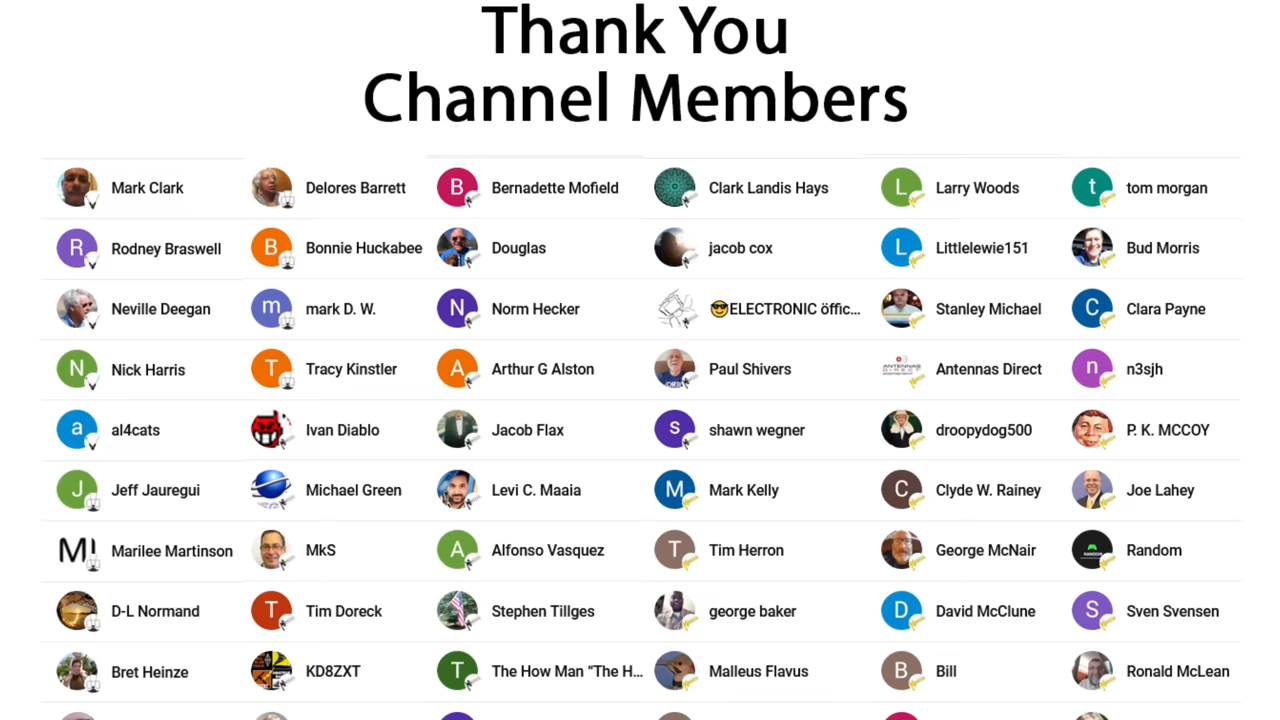 Thank You
Channel Members
Mark Clark
Delores Barrett
B Bernadette Mofield
Clark Landis Hays
L Larry Woods
t tom morgan
R Rodney Braswell
B Bonnie Huckabee
Douglas
jacob cox
L Littlelewie151
Bud Morris
Neville Deegan
m mark D. W.
N Norm Hecker
😎ELECTRONIC öffic...
Stanley Michael
C Clara Payne
N Nick Harris
T Tracy Kinstler
A Arthur G Alston
Paul Shivers
ANTENNAS DIRECT Antennas Direct
n n3sjh
a al4cats
Ivan Diablo
Jacob Flax
s shawn wegner
droopydog500
P. K. MCCOY
J Jeff Jauregui
Michael Green
Levi C. Maaia
M Mark Kelly
C Clyde W. Rainey
Joe Lahey
Marilee Martinson
MkS
A Alfonso Vasquez
T Tim Herron
George McNair
RANDOM Random
D-L Normand
T Tim Doreck
Stephen Tillges
george baker
D David McClune
S Sven Svensen
Bret Heinze
KD8ZXT
T The How Man “The H...
Malleus Flavus
B Bill
Ronald McLean